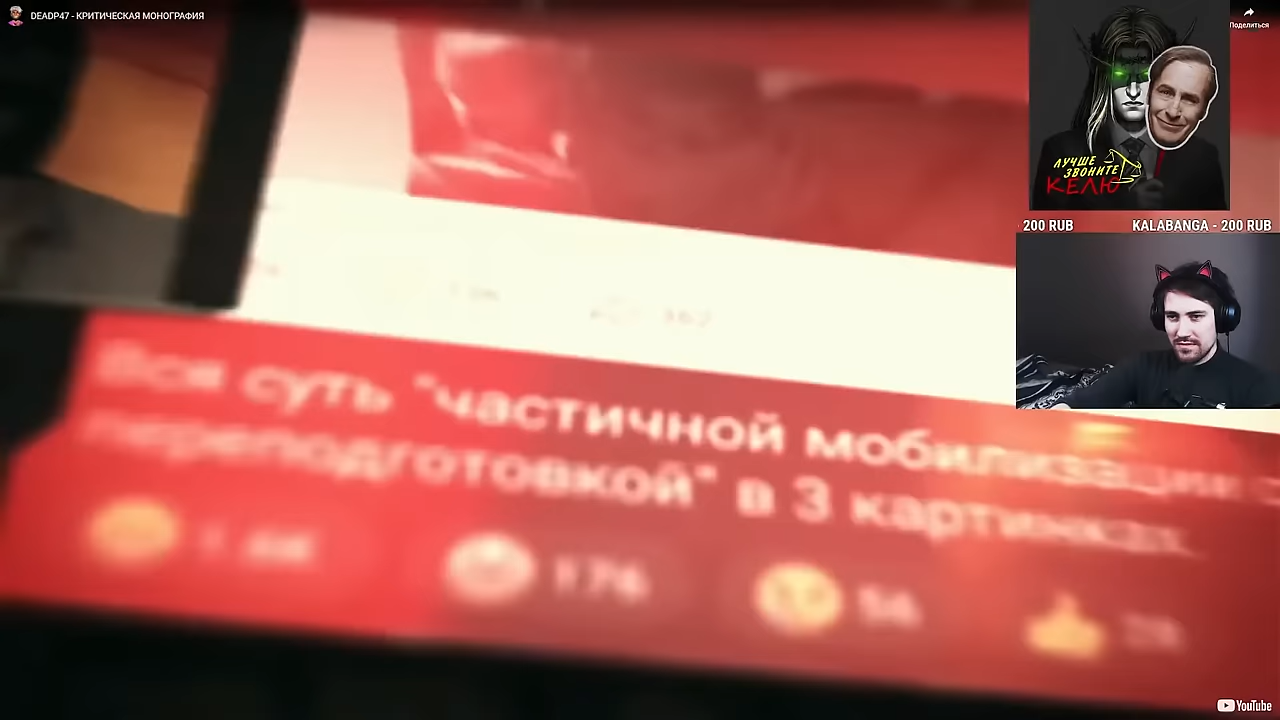 DEADP47 - КРИТИЧЕСКАЯ МОНОГРАФИЯ
Поделиться
ЛУЧШЕ
ЗВОНИТЕ
КЕЛЮ
200 RUB KALABANGA - 200 RUB
Вся суть "частичной мобилизации с
переподготовкой" в 3 картинках
176
56
YouTube